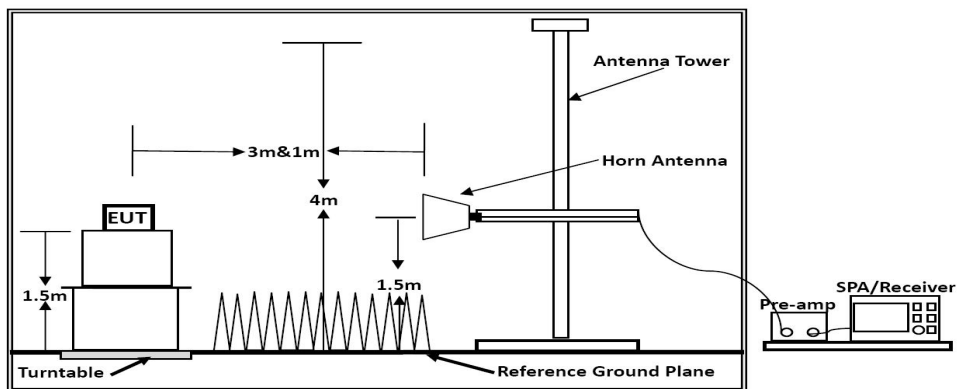 Antenna Tower
3m&1m
Horn Antenna
4m
EUT
1.5m
1.5m
SPA/Receiver
Pre-amp
Turntable
Reference Ground Plane